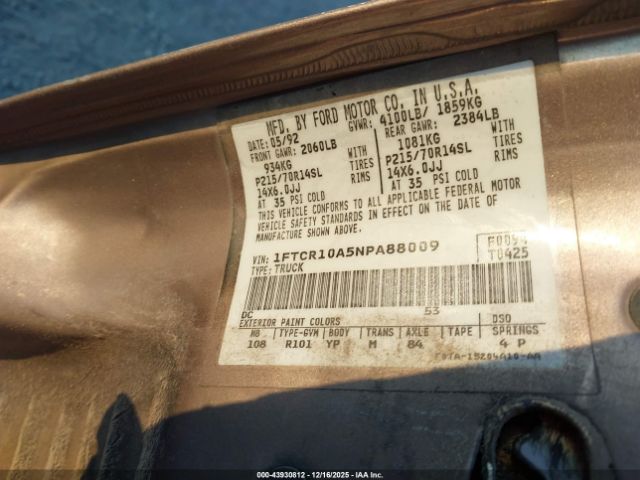 MFD. BY FORD MOTOR CO. IN U.S.A.
DATE: 05/92 GVWR: 4100LB/ 1859KG
FRONT GAWR: 2060LB REAR GAWR: 2384LB
934KG WITH 1081KG WITH
P215/70R14SL TIRES P215/70R14SL TIRES
14X6.0JJ RIMS 14X6.0JJ RIMS
AT 35 PSI COLD AT 35 PSI COLD
THIS VEHICLE CONFORMS TO ALL APPLICABLE FEDERAL MOTOR
VEHICLE SAFETY STANDARDS IN EFFECT ON THE DATE OF
MANUFACTURE SHOWN ABOVE.
VIN: 1FTCR10A5NPA88009 F0094
TYPE: TRUCK T0425
DC 53
EXTERIOR PAINT COLORS DSO
WB TYPE-GVM BODY TRANS AXLE TAPE SPRINGS
108 R101 YP M 84 4 P
000-43930812 - 12/16/2025 - IAA Inc.